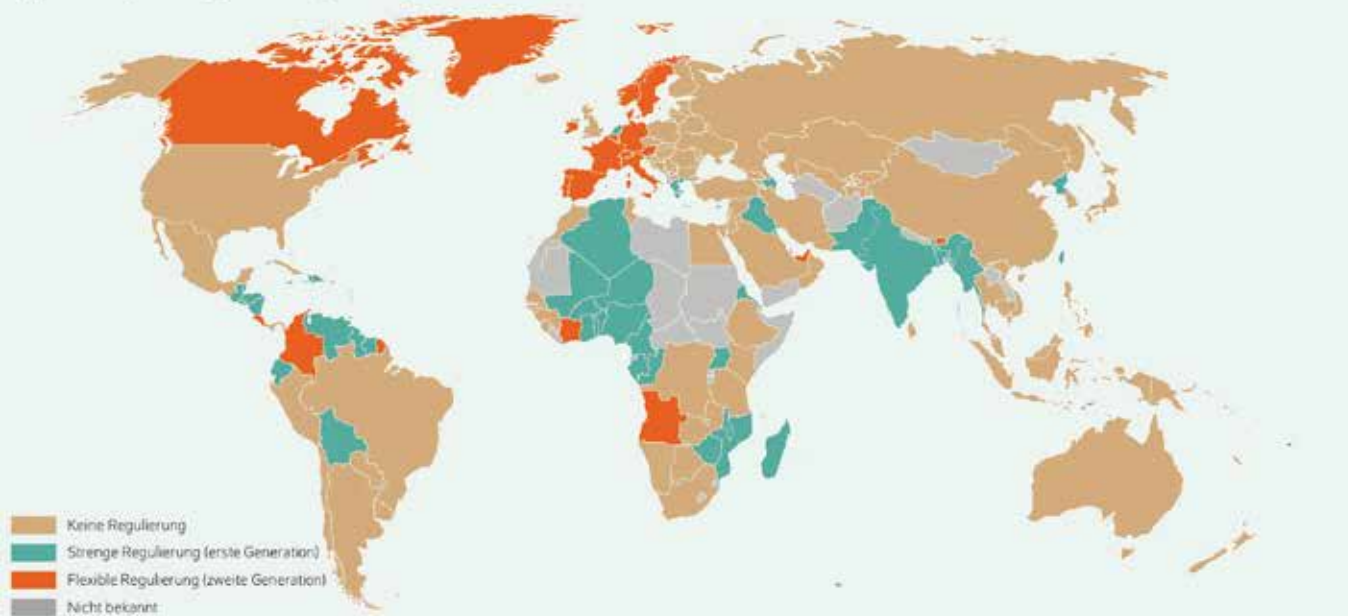 Keine Regulierung
Strenge Regulierung (erste Generation)
Flexible Regulierung (zweite Generation)
Nicht bekannt